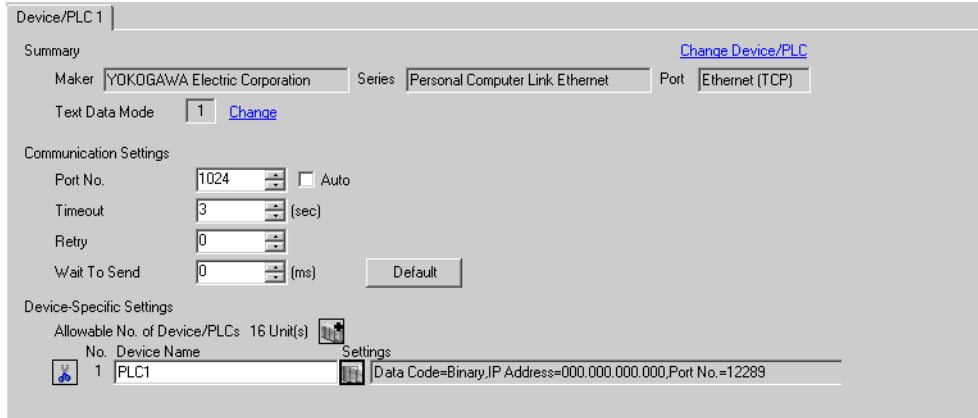 Device/PLC 1
Summary Change Device/PLC
Maker YOKOGAWA Electric Corporation Series Personal Computer Link Ethernet Port Ethernet (TCP)
Text Data Mode 1 Change
Communication Settings
Port No. 1024 Auto
Timeout 3 (sec)
Retry 0
Wait To Send 0 (ms) Default
Device-Specific Settings
Allowable No. of Device/PLCs 16 Unit(s)
No. Device Name Settings
1 PLC1 Data Code=Binary,IP Address=000.000.000.000,Port No.=12289